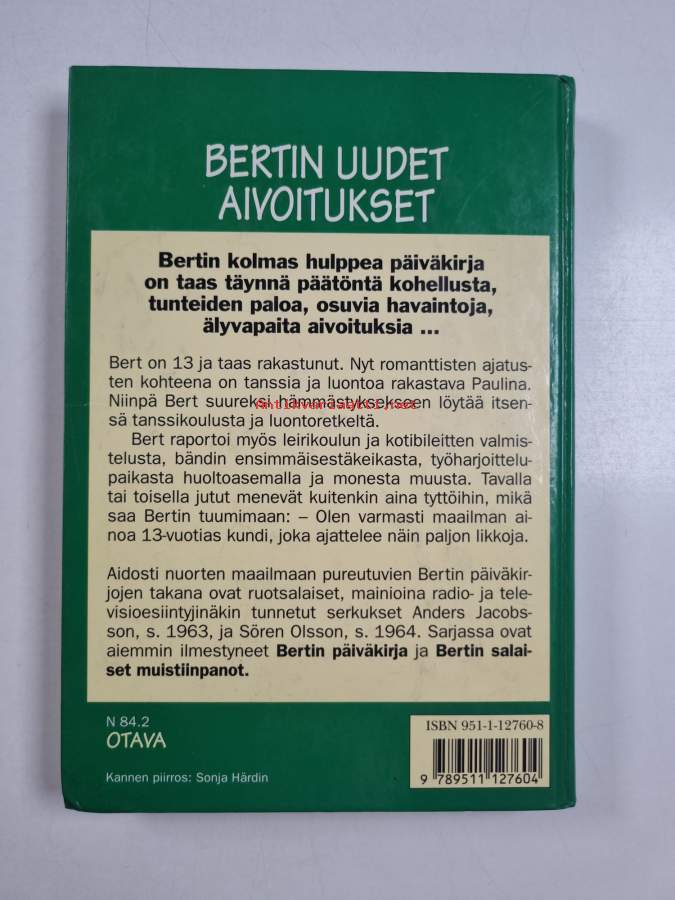 BERTIN UUDET
AIVOITUKSET
Bertin kolmas hulppea päiväkirja
on taas täynnä päätöntä kohellusta,
tunteiden paloa, osuvia havaintoja,
älyvapaita aivoituksia ...
Bert on 13 ja taas rakastunut. Nyt romanttisten ajatus-
ten kohteena on tanssia ja luontoa rakastava Paulina.
Niinpä Bert suureksi hämmästyksekseen löytää itsen-
Antikvariaatti.net
sä tanssikoulusta ja luontoretkeltä.
Bert raportoi myös leirikoulun ja kotibileitten valmis-
telusta, bändin ensimmäisestäkeikasta, työharjoittelu-
paikasta huoltoasemalla ja monesta muusta. Tavalla
tai toisella jutut menevät kuitenkin aina tyttöihin, mikä
saa Bertin tuumimaan: – Olen varmasti maailman ai-
noa 13-vuotias kundi, joka ajattelee näin paljon likkoja.
Aidosti nuorten maailmaan pureutuvien Bertin päiväkir-
jojen takana ovat ruotsalaiset, mainioina radio- ja tele-
visioesiintyjinäkin tunnetut serkukset Anders Jacobs-
son, s. 1963, ja Sören Olsson, s. 1964. Sarjassa ovat
aiemmin ilmestyneet Bertin päiväkirja ja Bertin salai-
set muistiinpanot.
N 84.2
OTAVA
Kannen piirros: Sonja Härdin
ISBN 951-1-12760-8
9 789511 127604